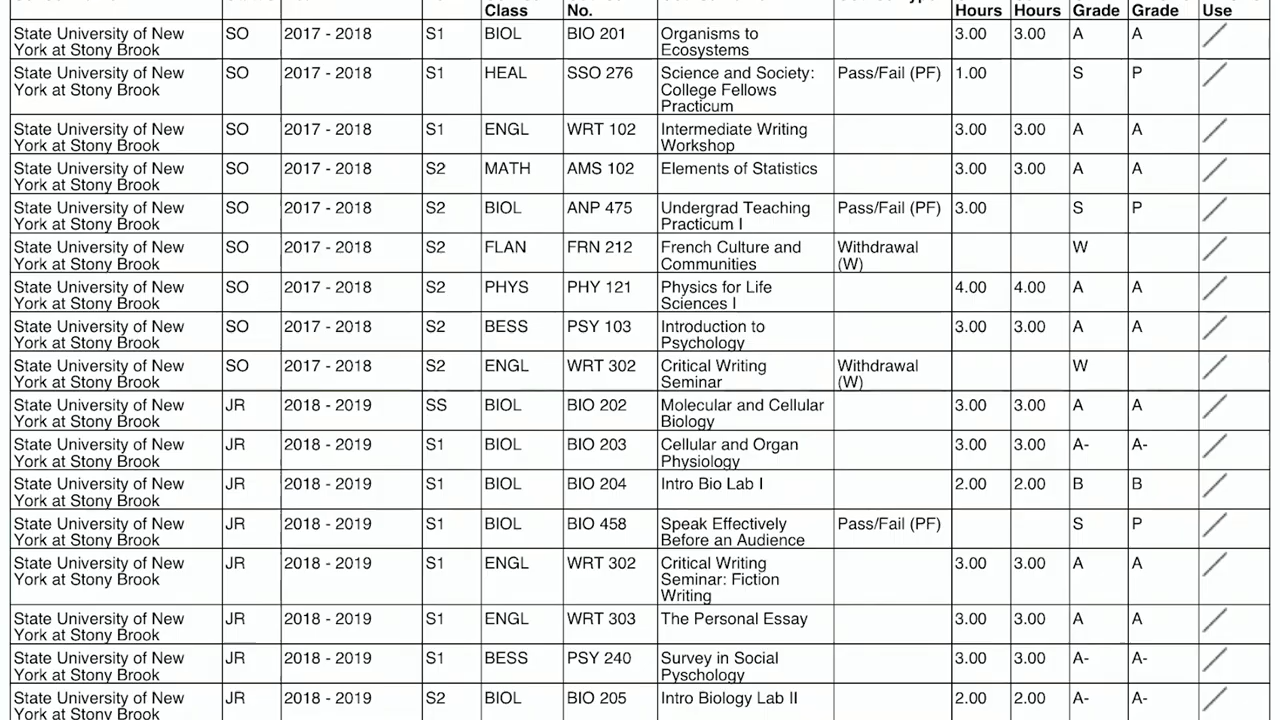 Class No. Hours Hours Grade Grade Use
State University of New SO 2017 - 2018 S1 BIOL BIO 201 Organisms to 3.00 3.00 A A
York at Stony Brook Ecosystems
State University of New SO 2017 - 2018 S1 HEAL SSO 276 Science and Society: Pass/Fail (PF) 1.00 S P
York at Stony Brook College Fellows
Practicum
State University of New SO 2017 - 2018 S1 ENGL WRT 102 Intermediate Writing 3.00 3.00 A A
York at Stony Brook Workshop
State University of New SO 2017 - 2018 S2 MATH AMS 102 Elements of Statistics 3.00 3.00 A A
York at Stony Brook
State University of New SO 2017 - 2018 S2 BIOL ANP 475 Undergrad Teaching Pass/Fail (PF) 3.00 S P
York at Stony Brook Practicum I
State University of New SO 2017 - 2018 S2 FLAN FRN 212 French Culture and Withdrawal W
York at Stony Brook Communities (W)
State University of New SO 2017 - 2018 S2 PHYS PHY 121 Physics for Life 4.00 4.00 A A
York at Stony Brook Sciences I
State University of New SO 2017 - 2018 S2 BESS PSY 103 Introduction to 3.00 3.00 A A
York at Stony Brook Psychology
State University of New SO 2017 - 2018 S2 ENGL WRT 302 Critical Writing Withdrawal W
York at Stony Brook Seminar (W)
State University of New JR 2018 - 2019 SS BIOL BIO 202 Molecular and Cellular 3.00 3.00 A A
York at Stony Brook Biology
State University of New JR 2018 - 2019 S1 BIOL BIO 203 Cellular and Organ 3.00 3.00 A- A-
York at Stony Brook Physiology
State University of New JR 2018 - 2019 S1 BIOL BIO 204 Intro Bio Lab I 2.00 2.00 B B
York at Stony Brook
State University of New JR 2018 - 2019 S1 BIOL BIO 458 Speak Effectively Pass/Fail (PF) S P
York at Stony Brook Before an Audience
State University of New JR 2018 - 2019 S1 ENGL WRT 302 Critical Writing 3.00 3.00 A A
York at Stony Brook Seminar: Fiction
Writing
State University of New JR 2018 - 2019 S1 ENGL WRT 303 The Personal Essay 3.00 3.00 A A
York at Stony Brook
State University of New JR 2018 - 2019 S1 BESS PSY 240 Survey in Social 3.00 3.00 A- A-
York at Stony Brook Pyschology
State University of New JR 2018 - 2019 S2 BIOL BIO 205 Intro Biology Lab II 2.00 2.00 A- A-
York at Stony Brook